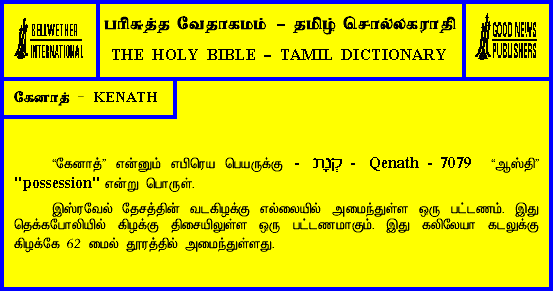 BELLWETHER
INTERNATIONAL
பரிசுத்த வேதாகமம் – தமிழ் சொல்லகராதி
THE HOLY BIBLE – TAMIL DICTIONARY
GOOD NEWS
PUBLISHERS
கேனாத் - KENATH
“கேனாத்” என்னும் எபிரெய பெயருக்கு - קְנָת - Qenath - 7079 “ஆஸ்தி”
"possession" என்று பொருள்.
இஸ்ரவேல் தேசத்தின் வடகிழக்கு எல்லையில் அமைந்துள்ள ஒரு பட்டணம். இது
தெக்கபோலியில் கிழக்கு திசையிலுள்ள ஒரு பட்டணமாகும். இது கலிலேயா கடலுக்கு
கிழக்கே 62 மைல் தூரத்தில் அமைந்துள்ளது.